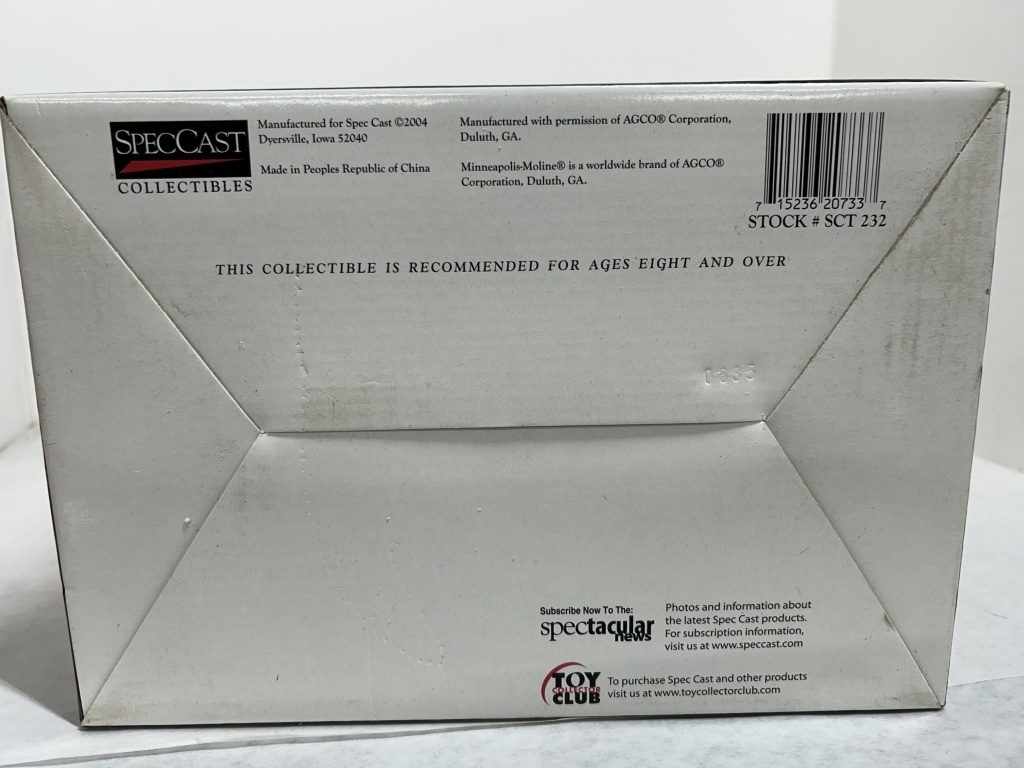 SPECCAST
COLLECTIBLES
Manufactured for Spec Cast ©2004
Dyersville, Iowa 52040
Made in Peoples Republic of China
Manufactured with permission of AGCO® Corporation,
Duluth, GA.
Minneapolis-Moline® is a worldwide brand of AGCO®
Corporation, Duluth, GA.
7 15236 20733 7
STOCK # SCT 232
THIS COLLECTIBLE IS RECOMMENDED FOR AGES EIGHT AND OVER
0835
Subscribe Now To The:
spectacular
news
Photos and information about
the latest Spec Cast products.
For subscription information,
visit us at www.speccast.com
TOY
COLLECTOR
CLUB
To purchase Spec Cast and other products
visit us at www.toycollectorclub.com